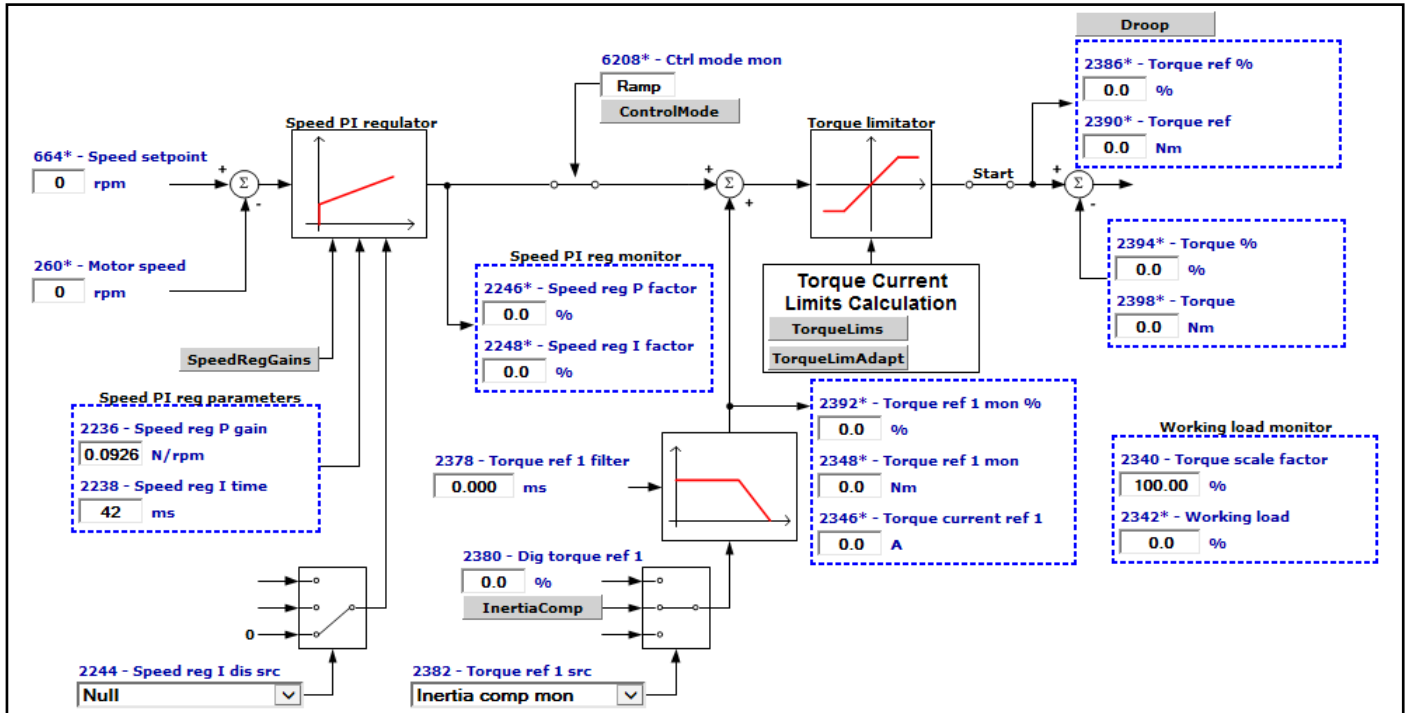 Droop
6208* - Ctrl mode mon
Ramp
ControlMode
2386* - Torque ref %
0.0 %
2390* - Torque ref
0.0 Nm
Speed PI regulator
Torque limitator
664* - Speed setpoint
0 rpm
+
Σ
-
+
Σ
+
Start
+
Σ
-
260* - Motor speed
0 rpm
Speed PI reg monitor
2246* - Speed reg P factor
0.0 %
2248* - Speed reg I factor
0.0 %
Torque Current
Limits Calculation
TorqueLims
TorqueLimAdapt
2394* - Torque %
0.0 %
2398* - Torque
0.0 Nm
SpeedRegGains
Speed PI reg parameters
2236 - Speed reg P gain
0.0926 N/rpm
2238 - Speed reg I time
42 ms
2378 - Torque ref 1 filter
0.000 ms
2392* - Torque ref 1 mon %
0.0 %
2348* - Torque ref 1 mon
0.0 Nm
2346* - Torque current ref 1
0.0 A
Working load monitor
2340 - Torque scale factor
100.00 %
2342* - Working load
0.0 %
2380 - Dig torque ref 1
0.0 %
InertiaComp
0
2244 - Speed reg I dis src
Null
2382 - Torque ref 1 src
Inertia comp mon